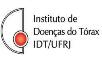 Instituto de
Doenças do Tórax
IDT/UFRJ